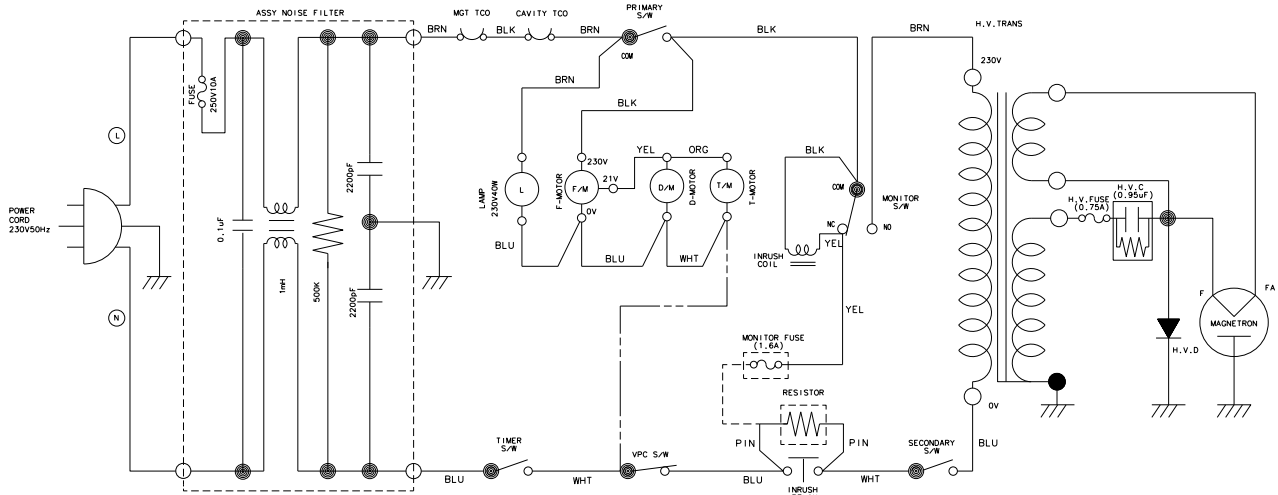 ASSY NOISE FILTER
MGT TCO
CAVITY TCO
PRIMARY
S/W
H.V.TRANS
BRN
BLK
BRN
COM
BLK
BRN
230V
L
FUSE
250V10A
BRN
BLK
2200pF
0.1uF
1mH
500K
2200pF
POWER
CORD
230V50Hz
N
LAMP
230V40W
L
F-MOTOR
230V
F/M
0V
21V
YEL
ORG
D/M
D-MOTOR
T/M
T-MOTOR
BLU
BLU
WHT
BLK
COM
MONITOR
S/W
NC
NO
YEL
INRUSH
COIL
YEL
H.V.C
(0.95uF)
H.V.FUSE
(0.75A)
F
FA
MAGNETRON
H.V.D
MONITOR FUSE
(1.6A)
RESISTOR
0V
PIN
PIN
BLU
TIMER
S/W
VPC S/W
SECONDARY
S/W
BLU
WHT
BLU
WHT
INRUSH